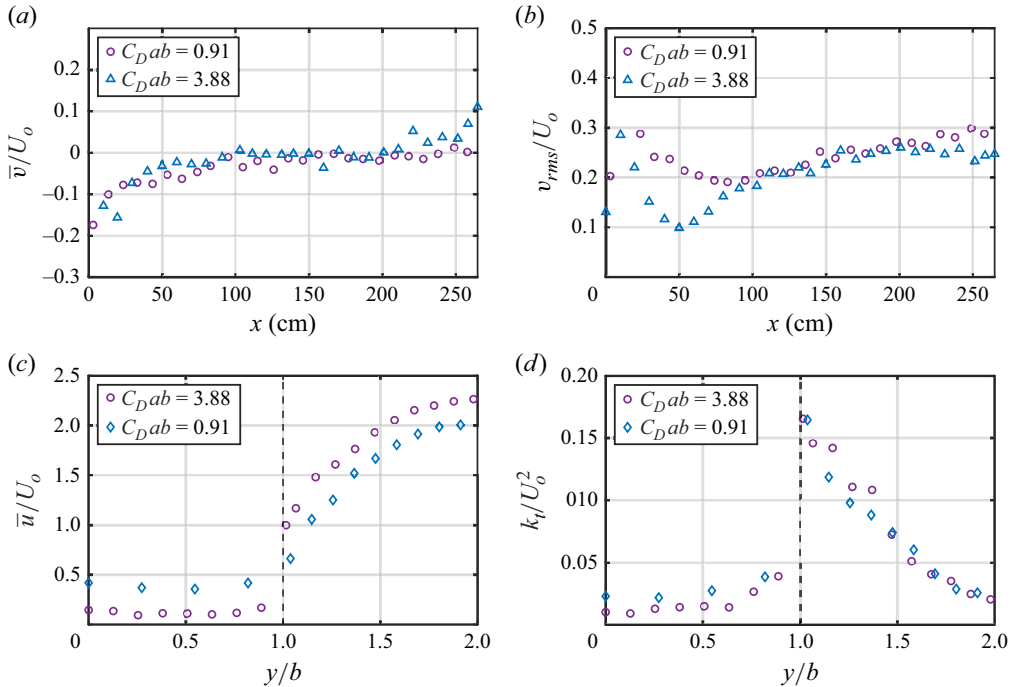 (a)
C_D ab = 0.91
C_D ab = 3.88
0.2
0.1
0
–0.1
–0.2
–0.3
v̅/U_o
0 50 100 150 200 250
x (cm)
(b)
C_D ab = 0.91
C_D ab = 3.88
0.5
0.4
0.3
0.2
0.1
v_rms/U_o
0 50 100 150 200 250
x (cm)
(c)
C_D ab = 3.88
C_D ab = 0.91
2.5
2.0
1.5
1.0
0.5
u̅/U_o
0 0.5 1.0 1.5 2.0
y/b
(d)
C_D ab = 3.88
C_D ab = 0.91
0.20
0.15
010
0.05
k_t/U_o^2
0 0.5 1.0 1.5 2.0
y/b